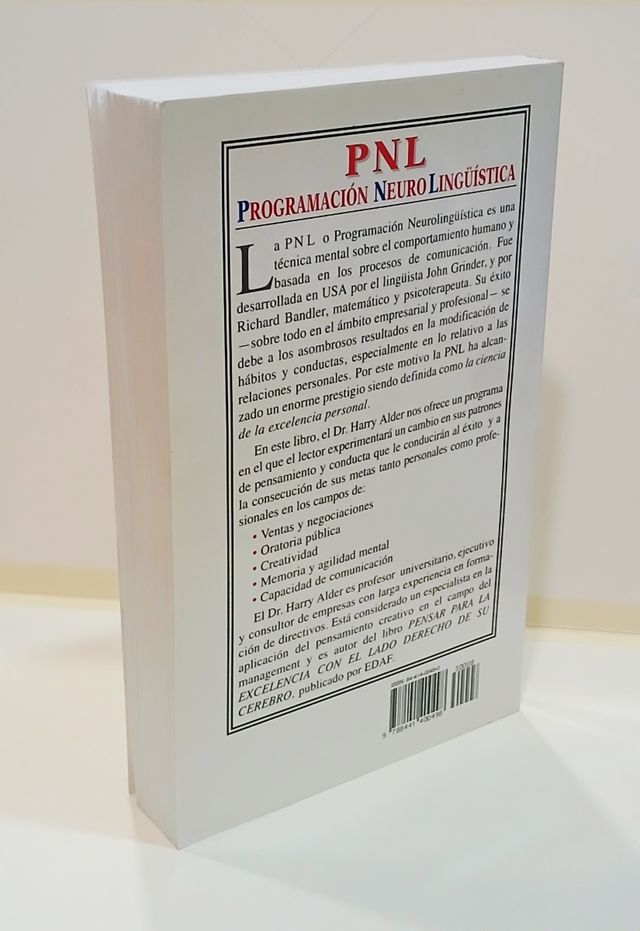 PNL
PROGRAMACIÓN NEURO LINGÜÍSTICA
La PNL o Programación Neurolingüística es una
técnica mental sobre el comportamiento humano y
basada en los procesos de comunicación. Fue
desarrollada en USA por el lingüista John Grinder, y por
Richard Bandler, matemático y psicoterapeuta. Su éxito
—sobre todo en el ámbito empresarial y profesional— se
debe a los asombrosos resultados en la modificación de
hábitos y conductas, especialmente en lo relativo a las
relaciones personales. Por este motivo la PNL ha alcan-
zado un enorme prestigio siendo definida como la ciencia
de la excelencia personal.
En este libro, el Dr. Harry Alder nos ofrece un programa
en el que el lector experimentará un cambio en sus patrones
de pensamiento y conducta que le conducirán al éxito y a
la consecución de sus metas tanto personales como profe-
sionales en los campos de:
• Ventas y negociaciones
• Oratoria pública
• Creatividad
• Memoria y agilidad mental
• Capacidad de comunicación
El Dr. Harry Alder es profesor universitario, ejecutivo
y consultor de empresas con larga experiencia en forma-
ción de directivos. Está considerado un especialista en la
aplicación del pensamiento creativo en el campo del
management y es autor del libro PENSAR PARA LA
EXCELENCIA CON EL LADO DERECHO DE SU
CEREBRO, publicado por EDAF.
ISBN: 84-414-0049-
9 788441 400498